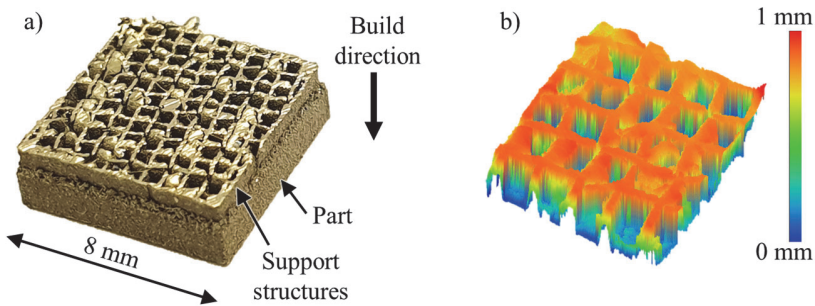 a)
Build
direction
Part
8 mm
Support
structures
b)
1 mm
0 mm